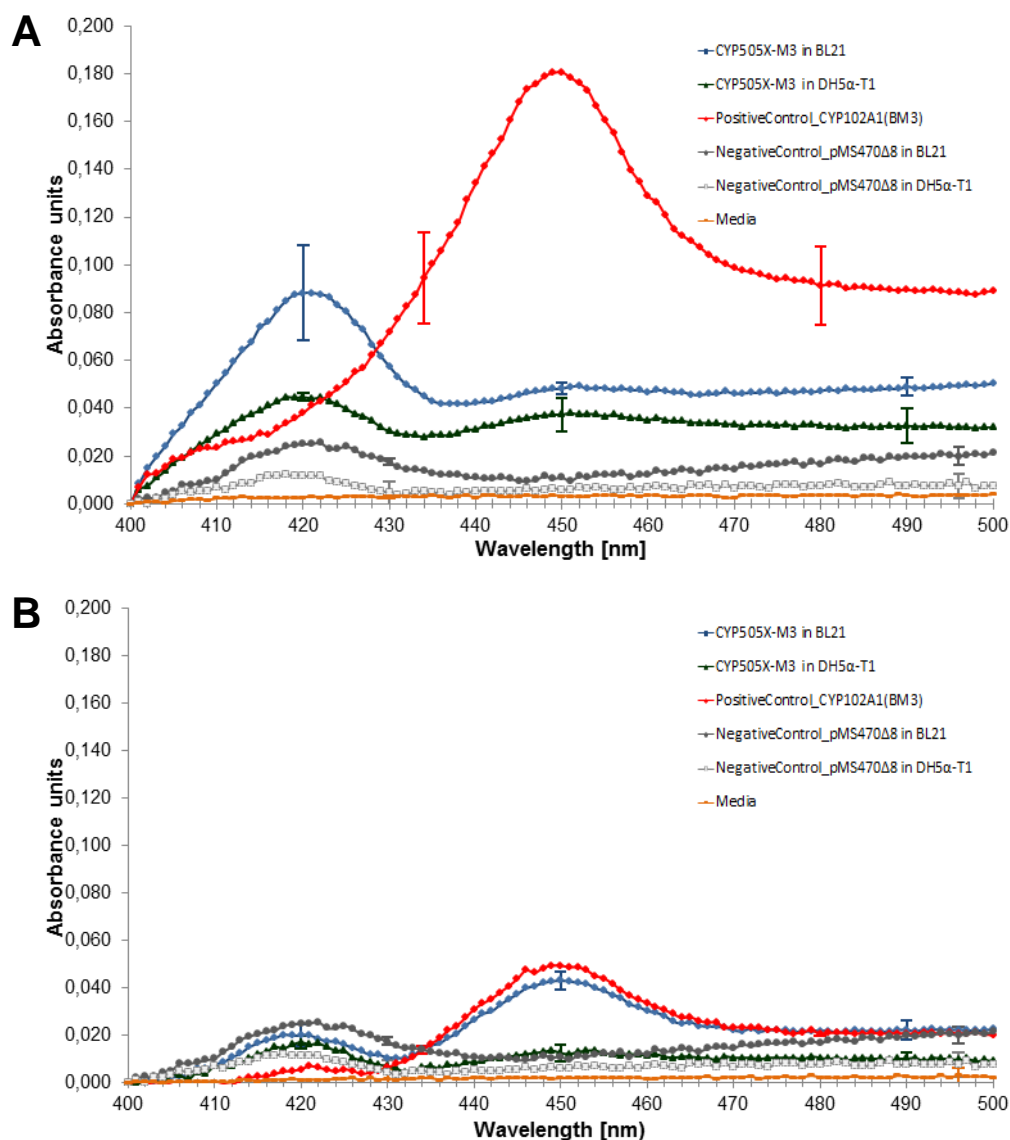 A
Absorbance units
0,200
0,180
0,160
0,140
0,120
0,100
0,080
0,060
0,040
0,020
0,000
CYP505X-M3 in BL21
CYP505X-M3 in DH5α-T1
PositiveControl_CYP102A1(BM3)
NegativeControl_pMS470Δ8 in BL21
NegativeControl_pMS470Δ8 in DH5α-T1
Media
400 410 420 430 440 450 460 470 480 490 500
Wavelength [nm]
B
Absorbance units
0,200
0,180
0,160
0,140
0,120
0,100
0,080
0,060
0,040
0,020
0,000
CYP505X-M3 in BL21
CYP505X-M3 in DH5α-T1
PositiveControl_CYP102A1(BM3)
NegativeControl_pMS470Δ8 in BL21
NegativeControl_pMS470Δ8 in DH5α-T1
Media
400 410 420 430 440 450 460 470 480 490 500
Wavelength [nm)